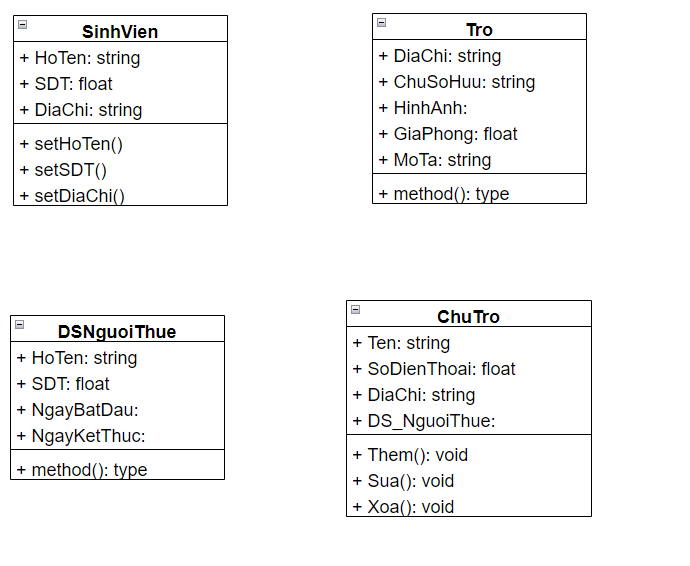 SinhVien
+ HoTen: string
+ SDT: float
+ DiaChi: string
+ setHoTen()
+ setSDT()
+ setDiaChi()
Tro
+ DiaChi: string
+ ChuSoHuu: string
+ HinhAnh:
+ GiaPhong: float
+ MoTa: string
+ method(): type
DSNguoiThue
+ HoTen: string
+ SDT: float
+ NgayBatDau:
+ NgayKetThuc:
+ method(): type
ChuTro
+ Ten: string
+ SoDienThoai: float
+ DiaChi: string
+ DS_NguoiThue:
+ Them(): void
+ Sua(): void
+ Xoa(): void